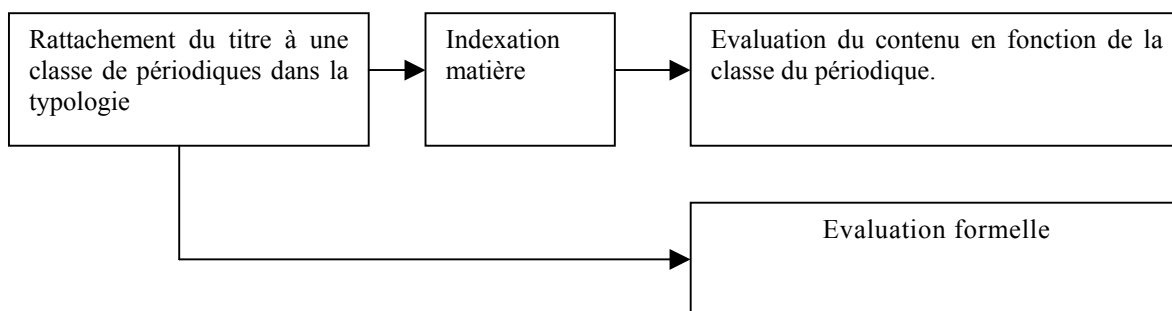 Rattachement du titre à une
classe de périodiques dans la
typologie
Indexation
matière
Evaluation du contenu en fonction de la
classe du périodique.
Evaluation formelle